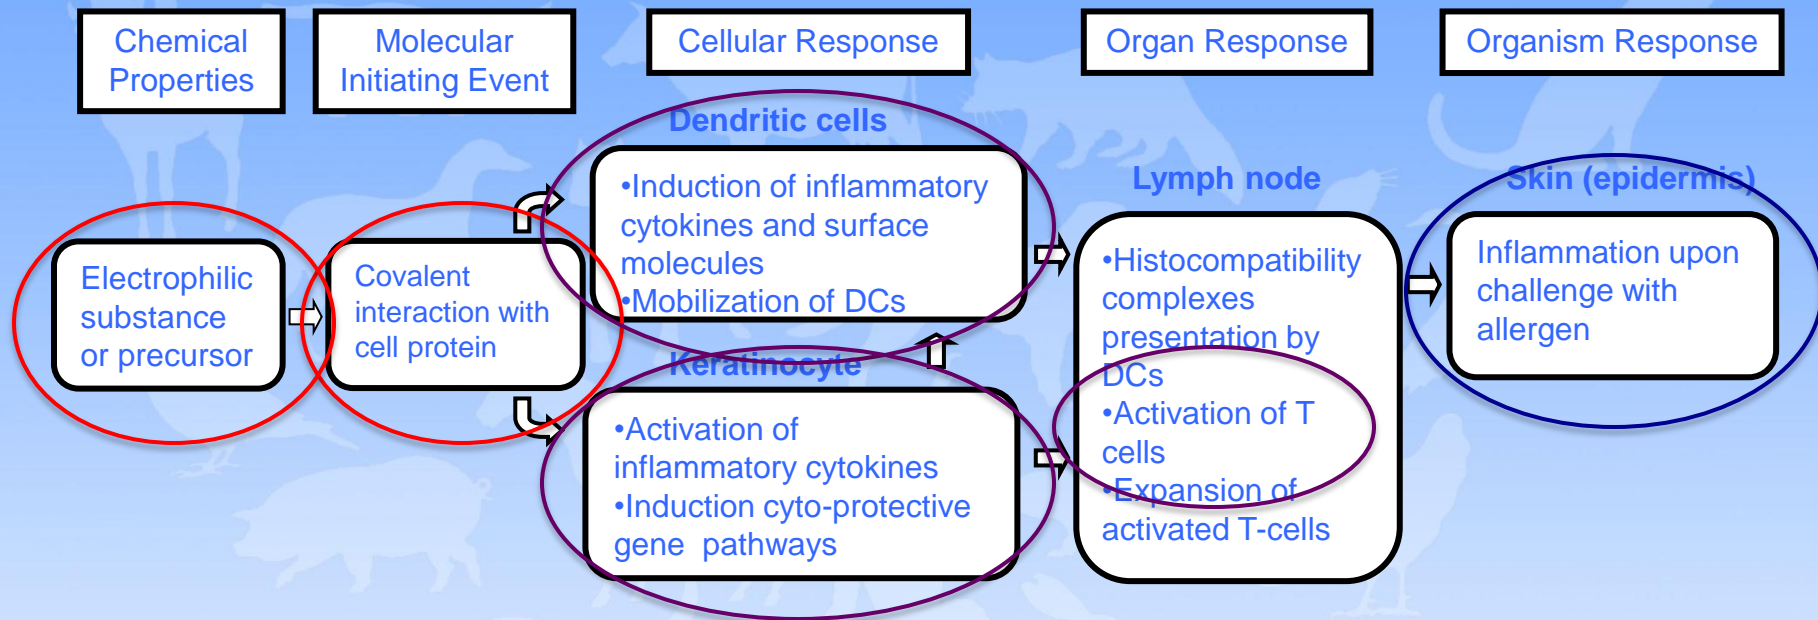 Chemical
Properties
Molecular
Initiating Event
Cellular Response
Organ Response
Organism Response
Electrophilic
substance
or precursor
Covalent
interaction with
cell protein
Dendritic cells
•Induction of inflammatory
cytokines and surface
molecules
•Mobilization of DCs
Keratinocyte
•Activation of
inflammatory cytokines
•Induction cyto-protective
gene pathways
Lymph node
•Histocompatibility
complexes
presentation by
DCs
•Activation of T
cells
•Expansion of
activated T-cells
Skin (epidermis)
Inflammation upon
challenge with
allergen